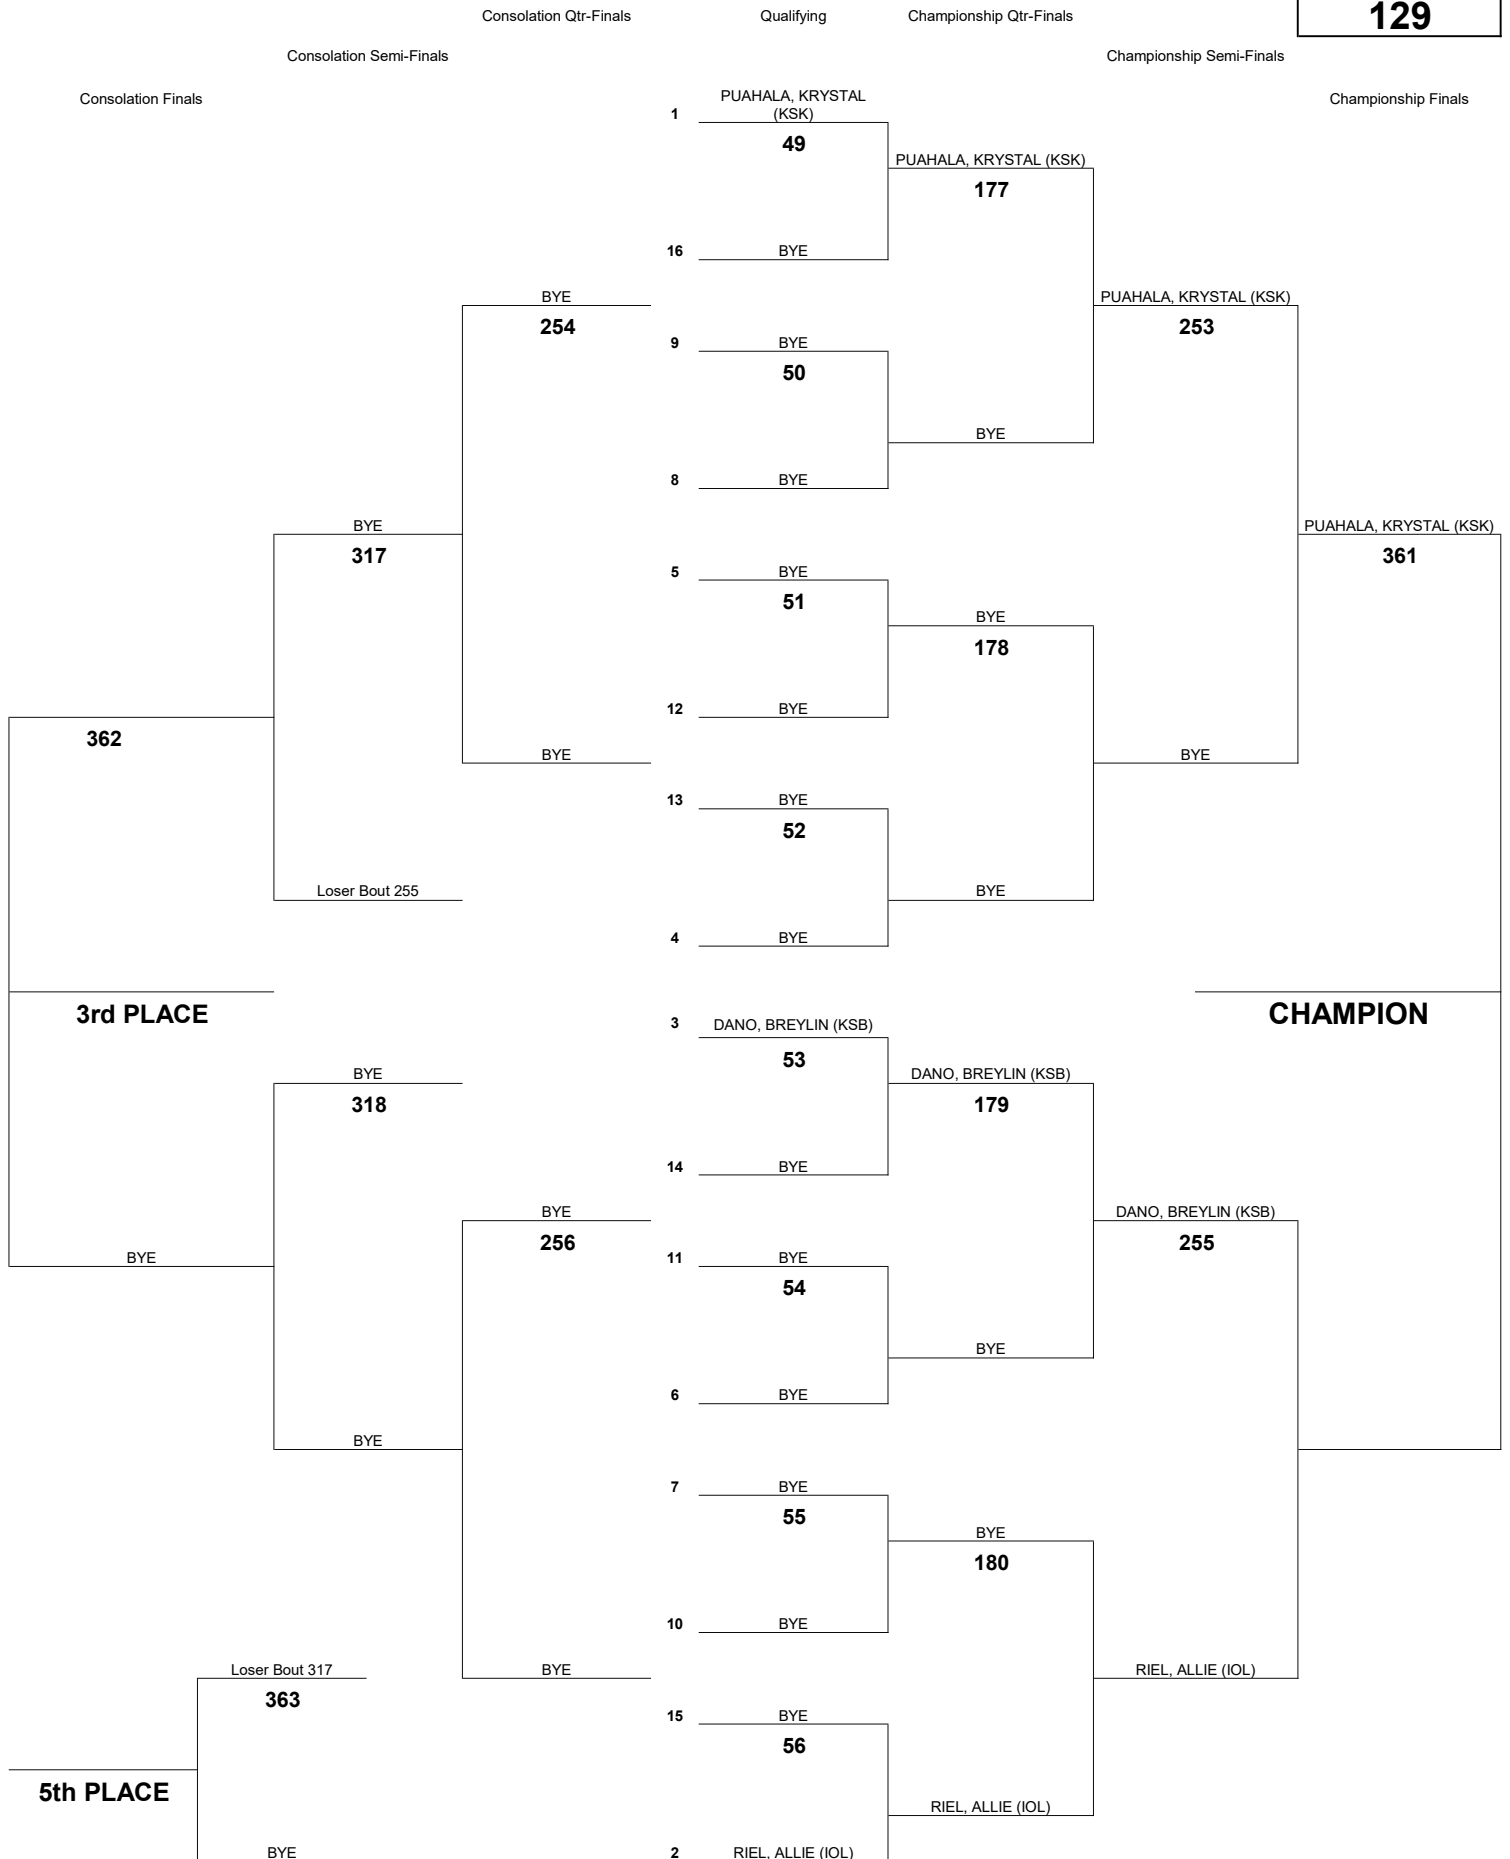 Consolation Qtr-Finals Qualifying Championship Qtr-Finals 129
Consolation Semi-Finals Championship Semi-Finals
Consolation Finals Championship Finals
PUAHALA, KRYSTAL
1 (KSK)
49
PUAHALA, KRYSTAL (KSK)
177
16 BYE
BYE PUAHALA, KRYSTAL (KSK)
254 253
9 BYE
50
BYE
8 BYE
BYE PUAHALA, KRYSTAL (KSK)
317 361
5 BYE
51
BYE
178
12 BYE
362
BYE BYE
13 BYE
52
Loser Bout 255 BYE
4 BYE
3rd PLACE CHAMPION
3 DANO, BREYLIN (KSB)
53
BYE DANO, BREYLIN (KSB)
318 179
14 BYE
BYE DANO, BREYLIN (KSB)
256 255
BYE 11 BYE
54
BYE
6 BYE
BYE
7 BYE
55
BYE
180
10 BYE
Loser Bout 317 BYE RIEL, ALLIE (IOL)
363
15 BYE
56
5th PLACE
RIEL, ALLIE (IOL)
BYE 2 RIEL, ALLIE (IOL)